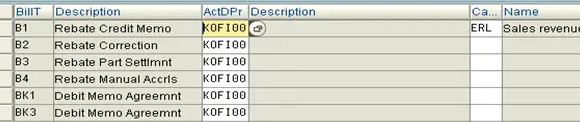 BillT Description ActDPr Description Ca... Name
B1 Rebate Credit Memo KOFI00 ERL Sales revenue
B2 Rebate Correction KOFI00
B3 Rebate Part Settlmnt KOFI00
B4 Rebate Manual Accrls KOFI00
BK1 Debit Memo Agreemnt KOFI00
BK3 Debit Memo Agreemnt KOFI00